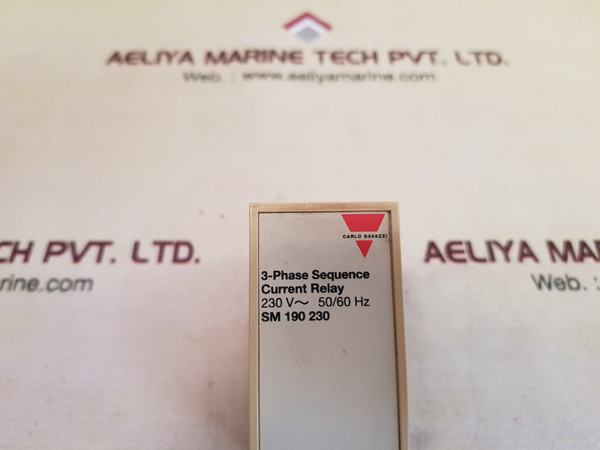 AELIYA MARINE TECH PVT. LTD.
Web. : www.aeliyamarine.com
CH PVT. LTD.
rine.com
AELIYA MARIN
Web. :
CARLO GAVAZZI
3-Phase Sequence
Current Relay
230 V~ 50/60 Hz
SM 190 230